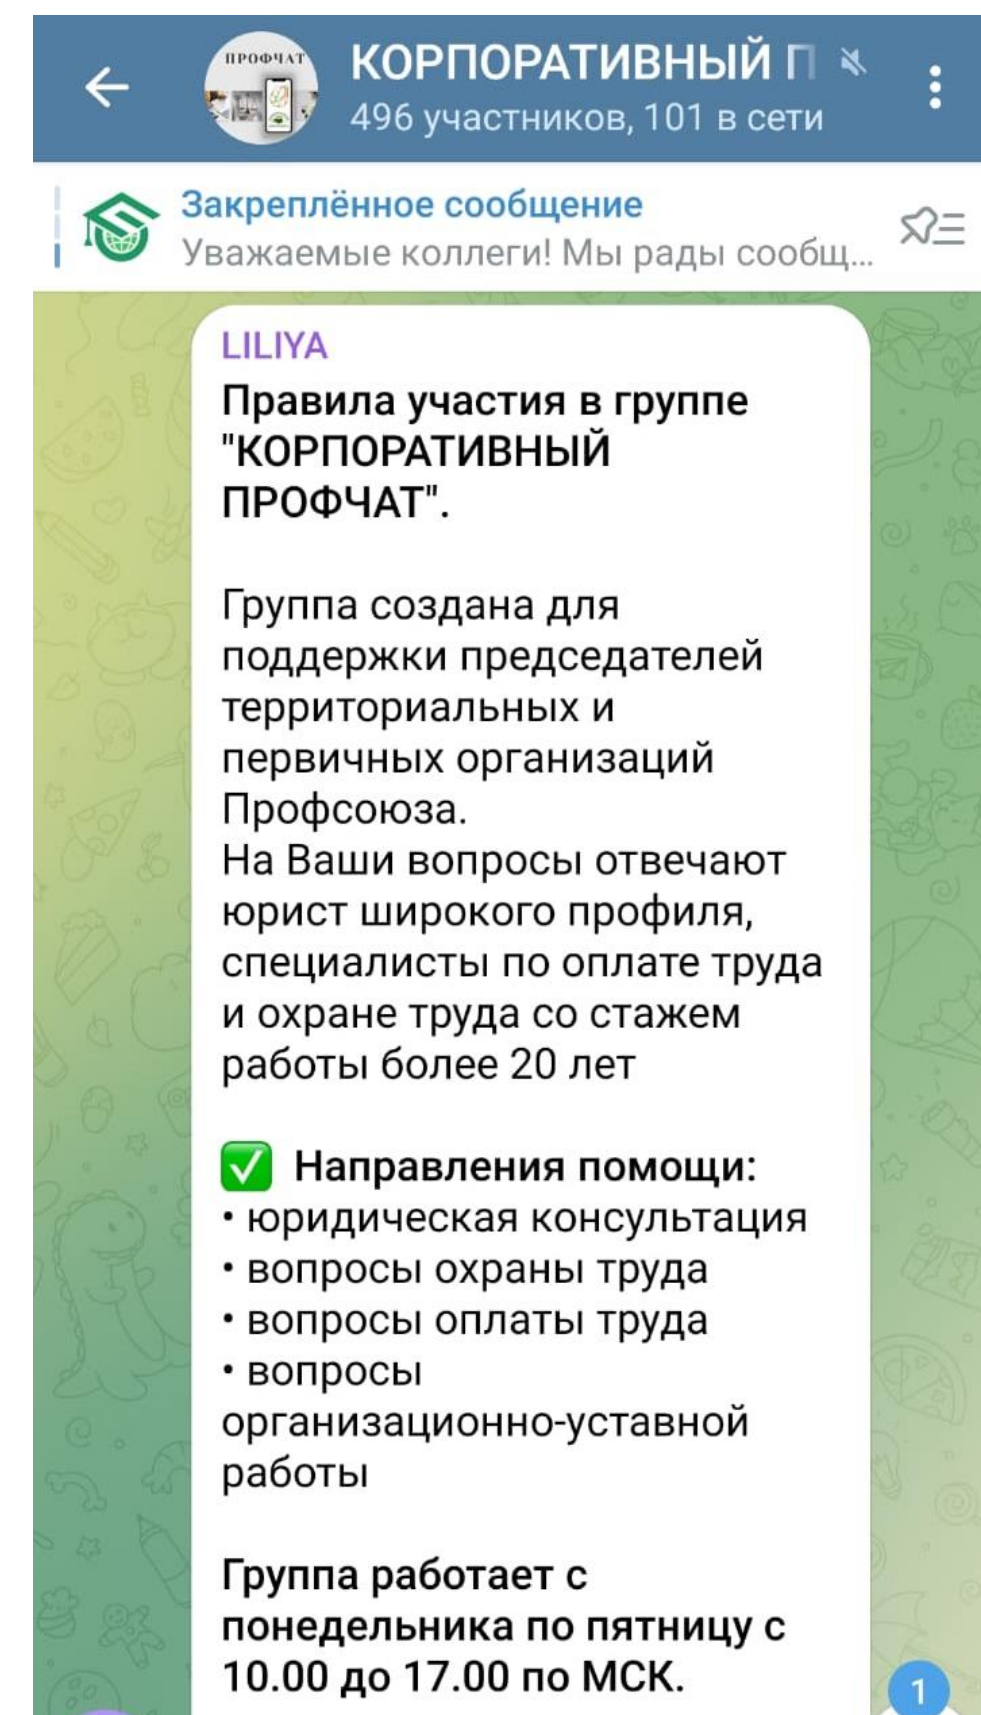 ПРОФЧАТ
КОРПОРАТИВНЫЙ П
496 участников, 101 в сети
Закреплённое сообщение
Уважаемые коллеги! Мы рады сообщ...
LILIYA
Правила участия в группе
"КОРПОРАТИВНЫЙ
ПРОФЧАТ".
Группа создана для
поддержки председателей
территориальных и
первичных организаций
Профсоюза.
На Ваши вопросы отвечают
юрист широкого профиля,
специалисты по оплате труда
и охране труда со стажем
работы более 20 лет
✅ Направления помощи:
• юридическая консультация
• вопросы охраны труда
• вопросы оплаты труда
• вопросы
организационно-уставной
работы
Группа работает с
понедельника по пятницу с
10.00 до 17.00 по МСК.
1